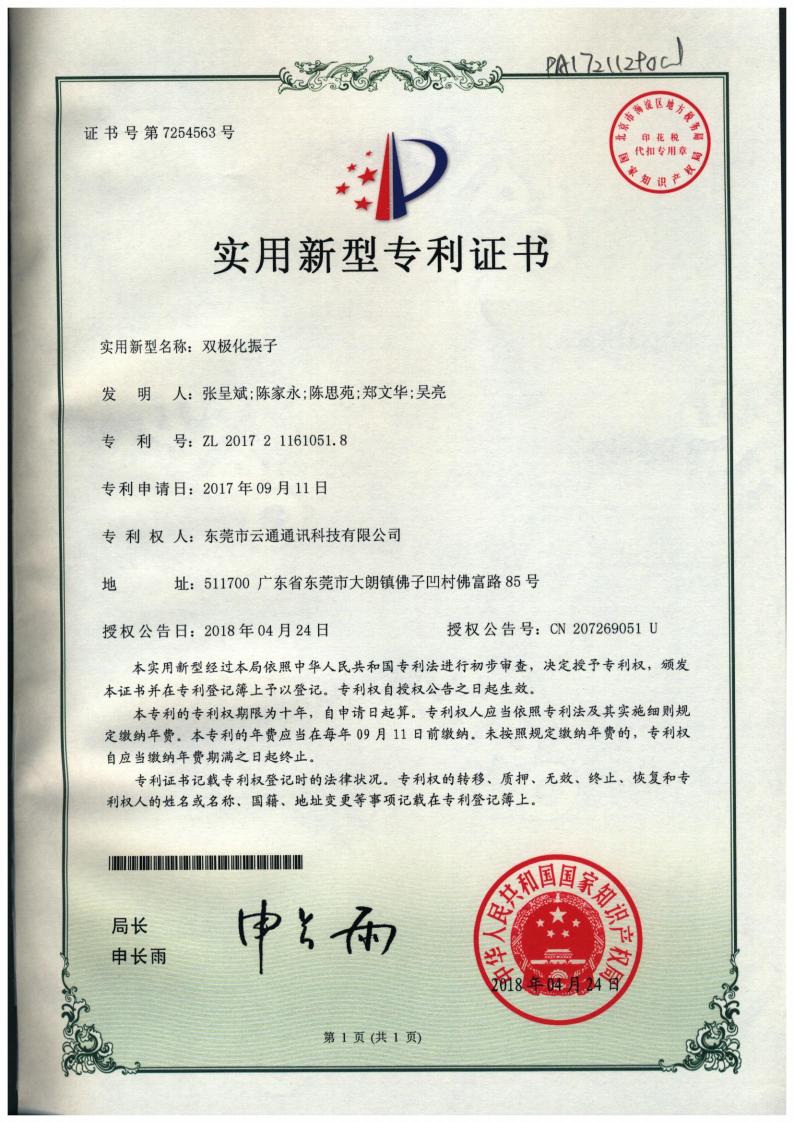 PA17211290cl
证书号第7254563号
北京市海淀区地方税务局
印花税
代扣专用章
国家知识产权局
实用新型专利证书
实用新型名称：双极化振子
发明人：张呈斌;陈家永;陈思苑;郑文华;吴亮
专利号：ZL 2017 2 1161051.8
专利申请日：2017年09月11日
专利权人：东莞市云通通讯科技有限公司
地址：511700 广东省东莞市大朗镇佛子凹村佛富路85号
授权公告日：2018年04月24日 授权公告号：CN 207269051 U
本实用新型经过本局依照中华人民共和国专利法进行初步审查，决定授予专利权，颁发
本证书并在专利登记簿上予以登记。专利权自授权公告之日起生效。
本专利的专利权期限为十年，自申请日起算。专利权人应当依照专利法及其实施细则规
定缴纳年费。本专利的年费应当在每年09月11日前缴纳。未按照规定缴纳年费的，专利权
自应当缴纳年费期满之日起终止。
专利证书记载专利权登记时的法律状况。专利权的转移、质押、无效、终止、恢复和专
利权人的姓名或名称、国籍、地址变更等事项记载在专利登记簿上。
局长
申长雨
申长雨
中华人民共和国国家知识产权局
2018年04月24日
第1页(共1页)